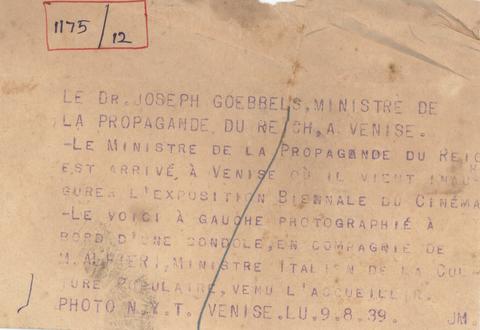 1175/12
LE DR. JOSEPH GOEBBELS, MINISTRE DE
LA PROPAGANDE DU REICH, A VENISE.
-LE MINISTRE DE LA PROPAGANDE DU REIC
H
EST ARRIVÉ, À VENISE OÙ IL VIENT INAU-
GURER L'EXPOSITION BIENNALE DU CINÉMA
-LE VOICI À GAUCHE PHOTOGRAPHIÉ À
BORD D'UNE GONDOLE, EN COMPAGNIE DE
M. ALFIERI, MINISTRE ITALIEN DE LA CUL-
TURE POPULAIRE, VENU L'ACCUEILLIR.
PHOTO N.Y.T. VENISE. LU. 9.8.39. JM.